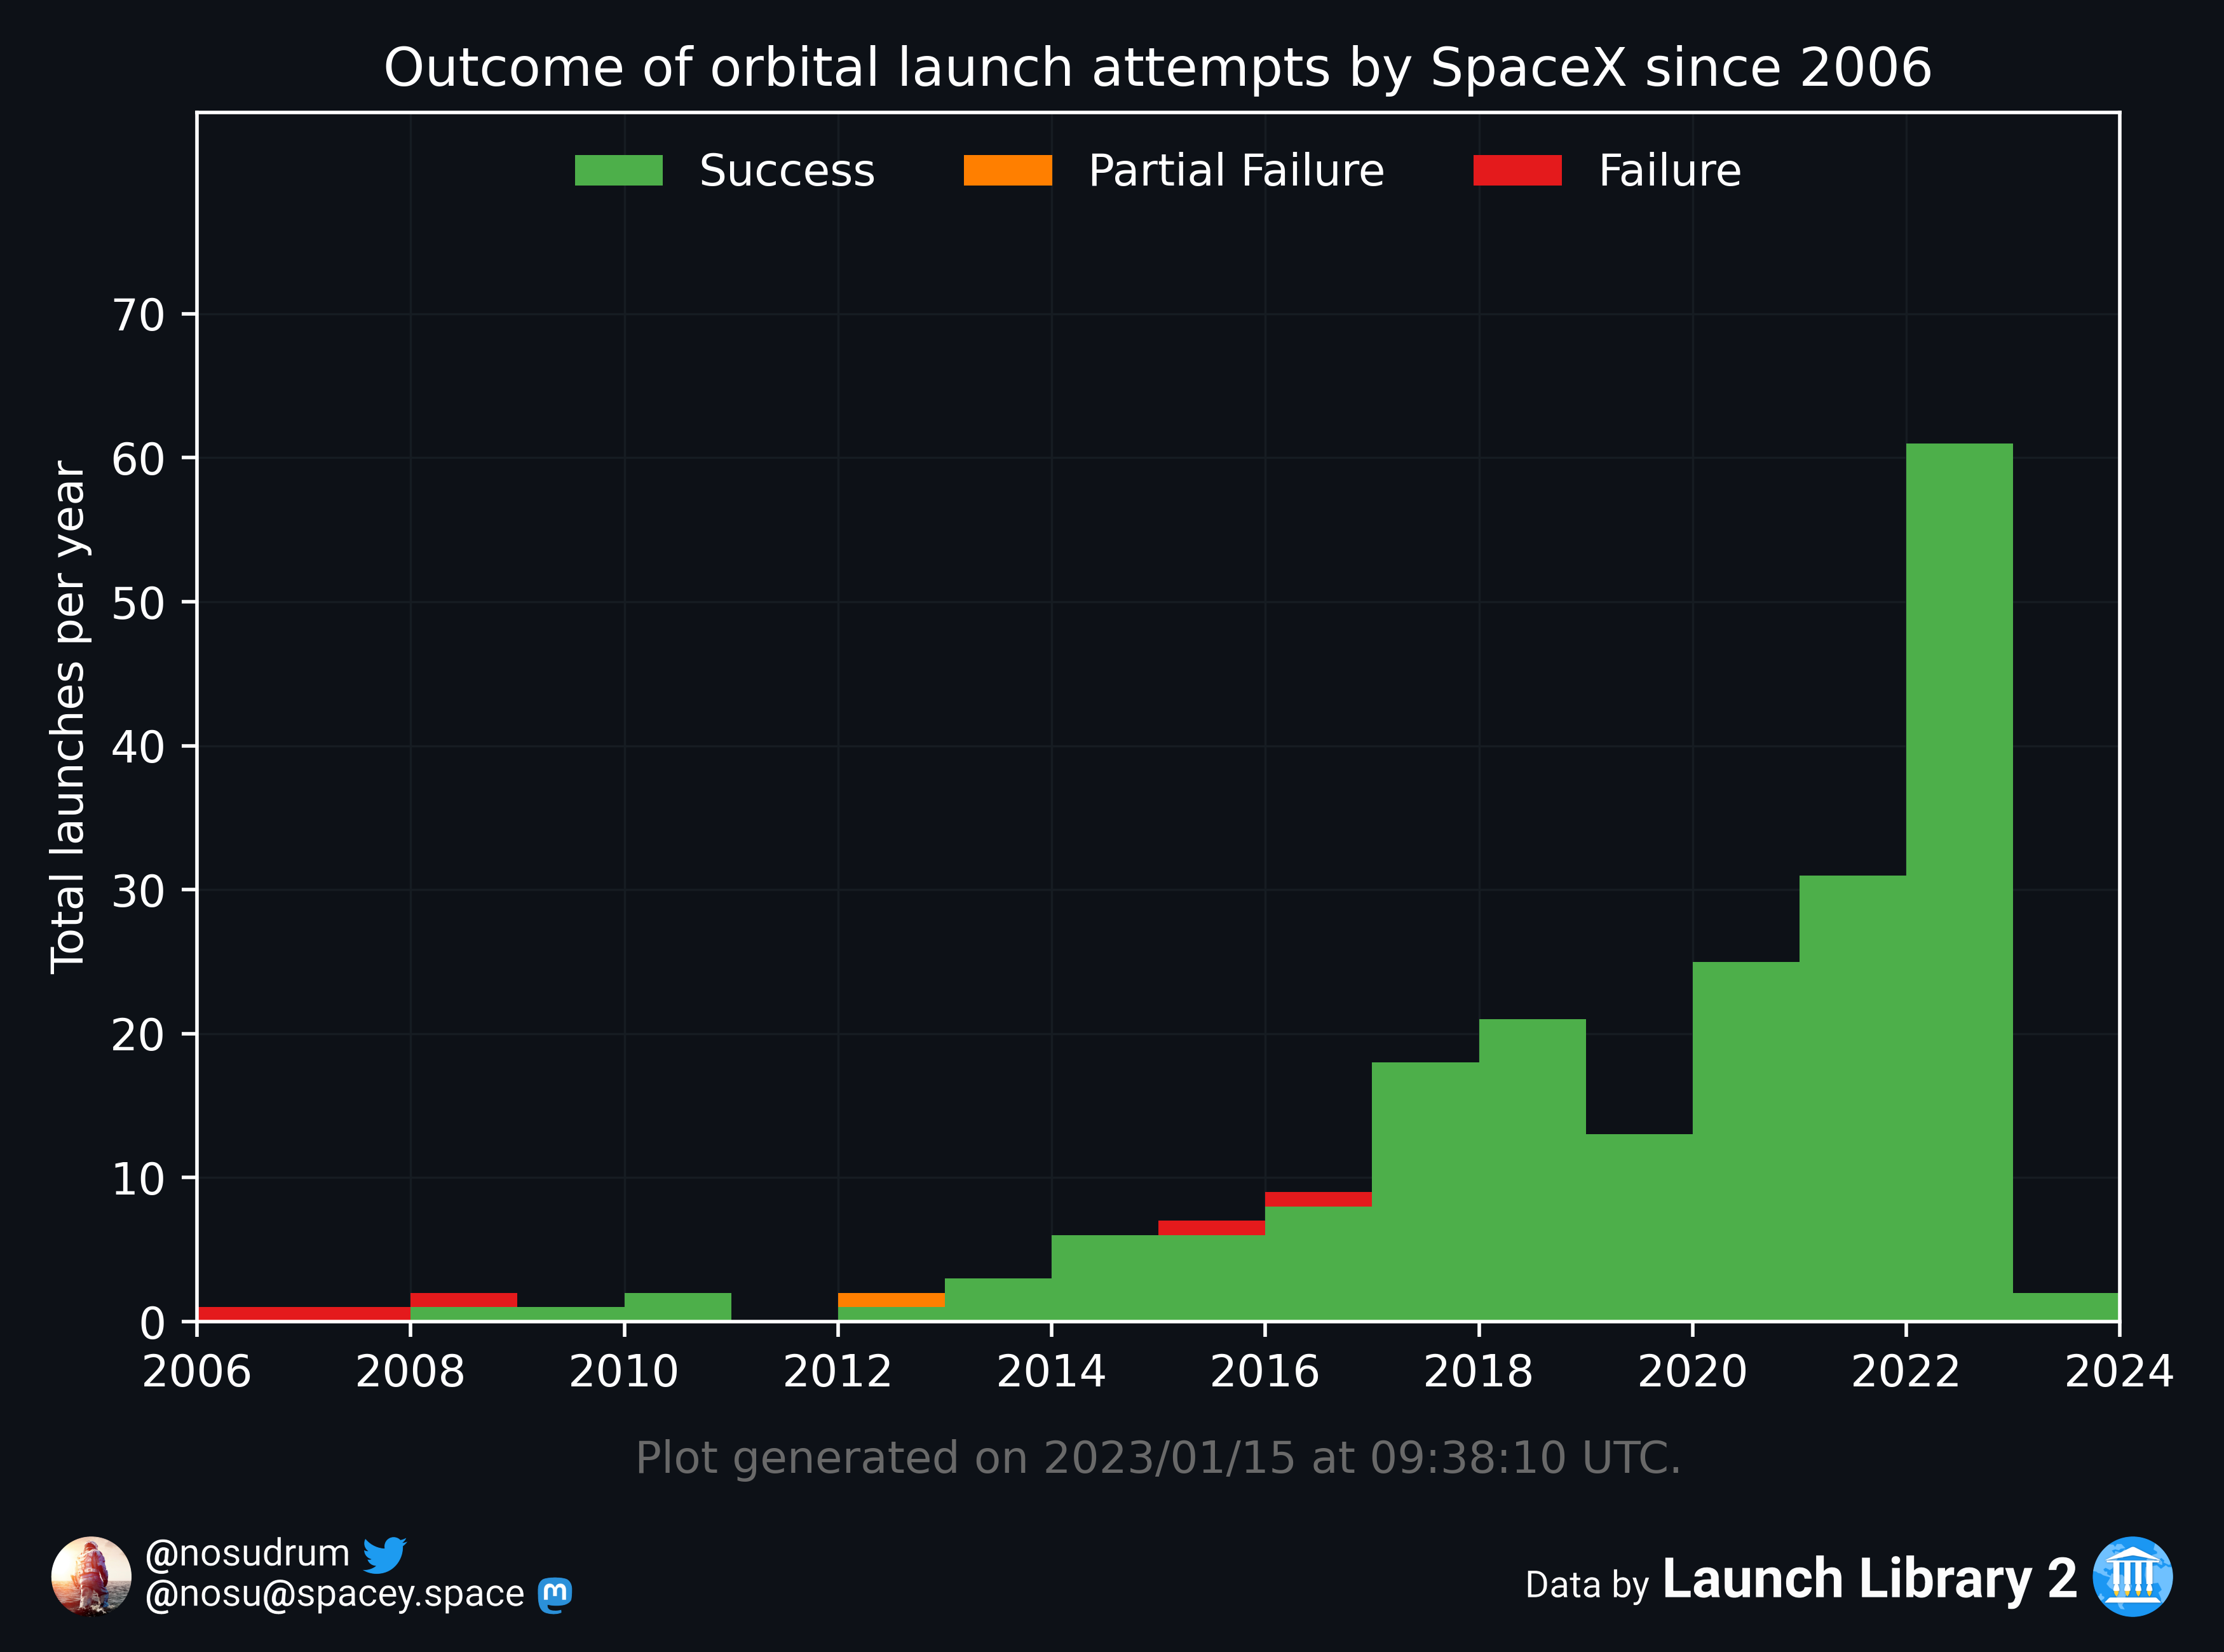 Outcome of orbital launch attempts by SpaceX since 2006
Success Partial Failure Failure
Total launches per year
70
60
50
40
30
20
10
0
2006 2008 2010 2012 2014 2016 2018 2020 2022 2024
Plot generated on 2023/01/15 at 09:38:10 UTC.
@nosudrum
@nosu@spacey.space
Data by Launch Library 2